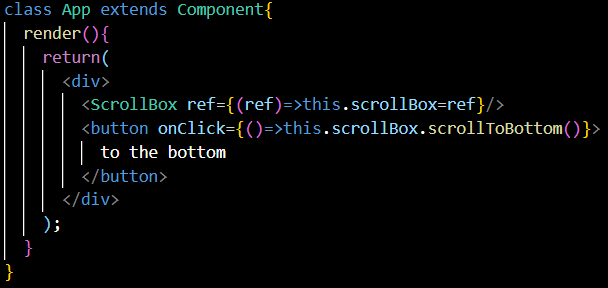 class App extends Component{
render(){
return(
<div>
<ScrollBox ref={(ref)=>this.scrollBox=ref}/>
<button onClick={()=>this.scrollBox.scrollToBottom()}>
to the bottom
</button>
</div>
);
}
}